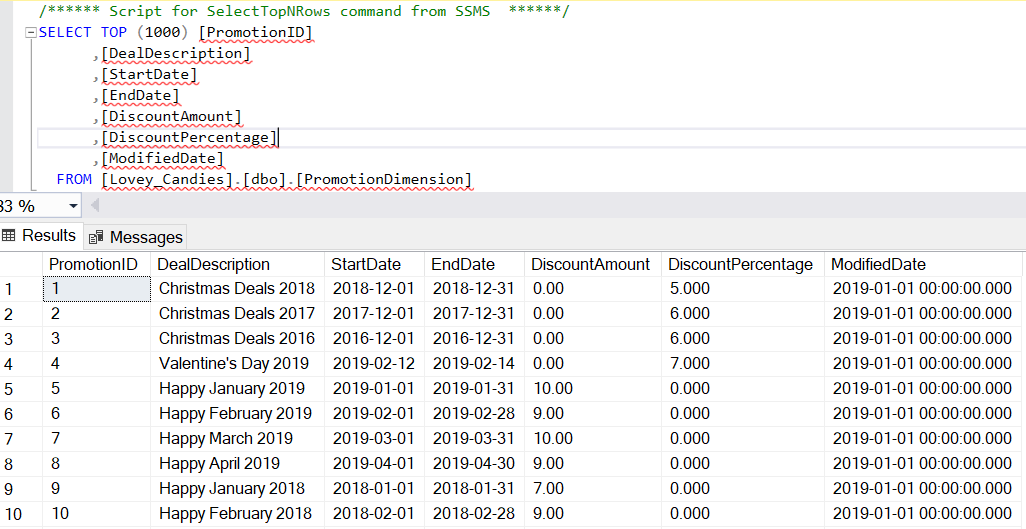 /****** Script for SelectTopNRows command from SSMS  ******/
SELECT TOP (1000) [PromotionID]
,[DealDescription]
,[StartDate]
,[EndDate]
,[DiscountAmount]
,[DiscountPercentage]
,[ModifiedDate]
FROM [Lovey_Candies].[dbo].[PromotionDimension]
33 %
Results Messages
PromotionID DealDescription StartDate EndDate DiscountAmount DiscountPercentage ModifiedDate
1 1 Christmas Deals 2018 2018-12-01 2018-12-31 0.00 5.000 2019-01-01 00:00:00.000
2 2 Christmas Deals 2017 2017-12-01 2017-12-31 0.00 6.000 2019-01-01 00:00:00.000
3 3 Christmas Deals 2016 2016-12-01 2016-12-31 0.00 6.000 2019-01-01 00:00:00.000
4 4 Valentine's Day 2019 2019-02-12 2019-02-14 0.00 7.000 2019-01-01 00:00:00.000
5 5 Happy January 2019 2019-01-01 2019-01-31 10.00 0.000 2019-01-01 00:00:00.000
6 6 Happy February 2019 2019-02-01 2019-02-28 9.00 0.000 2019-01-01 00:00:00.000
7 7 Happy March 2019 2019-03-01 2019-03-31 10.00 0.000 2019-01-01 00:00:00.000
8 8 Happy April 2019 2019-04-01 2019-04-30 9.00 0.000 2019-01-01 00:00:00.000
9 9 Happy January 2018 2018-01-01 2018-01-31 7.00 0.000 2019-01-01 00:00:00.000
10 10 Happy February 2018 2018-02-01 2018-02-28 9.00 0.000 2019-01-01 00:00:00.000